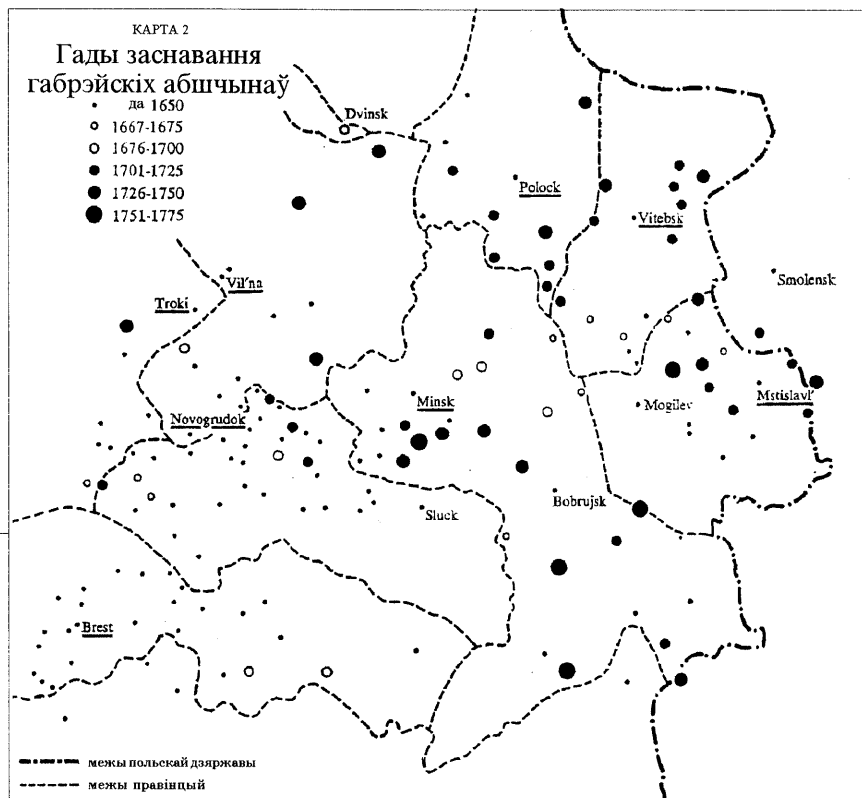 КАРТА 2
Гады заснавання
габрэйскіх абшчынаў
да 1650
1667-1675
1676-1700
1701-1725
1726-1750
1751-1775
Dvinsk
Polock
Vitebsk
Vil'na
Smolensk
Troki
Minsk
Mogilev
Mstislavl'
Novogrudok
Bobrujsk
Sluck
Brest
межы польскай дзяржавы
межы правінцый